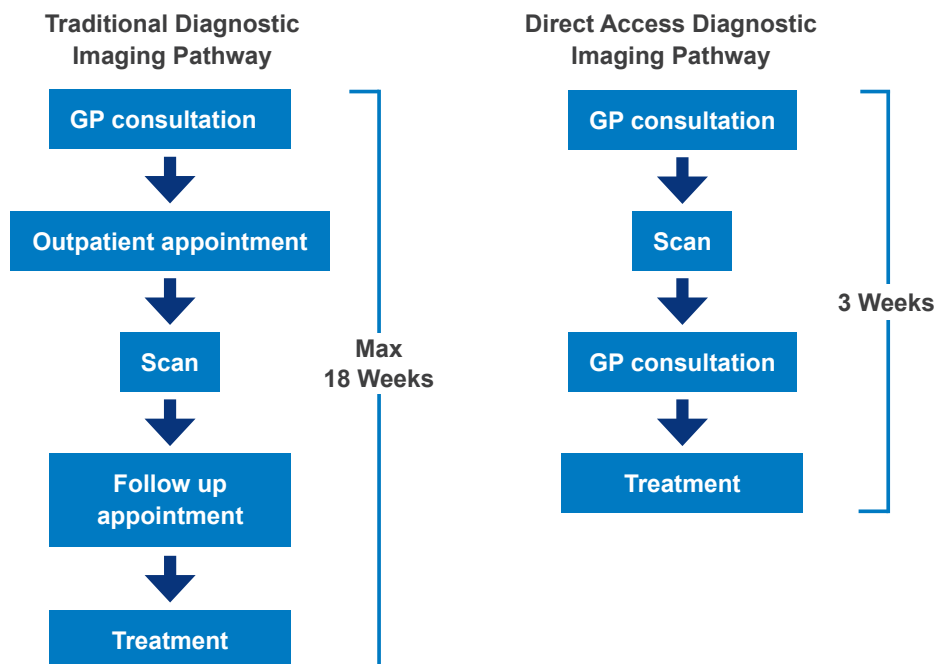 Traditional Diagnostic
Imaging Pathway
GP consultation
Outpatient appointment
Scan
Follow up
appointment
Treatment
Max
18 Weeks
Direct Access Diagnostic
Imaging Pathway
GP consultation
Scan
GP consultation
Treatment
3 Weeks